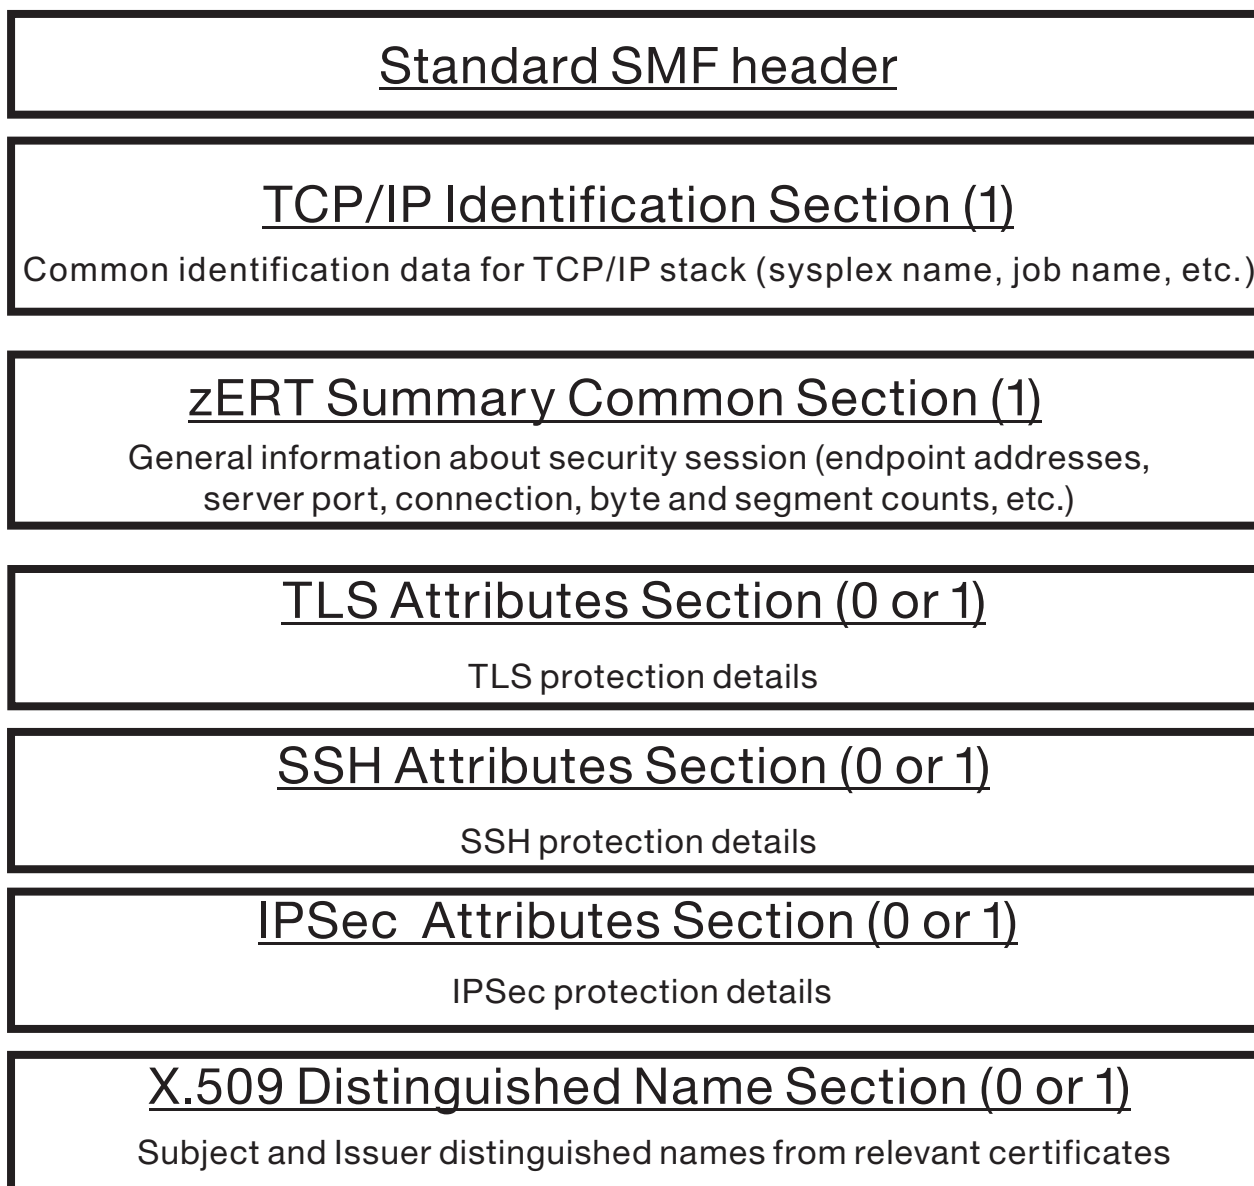 Standard SMF header
TCP/IP Identification Section (1)
Common identification data for TCP/IP stack (sysplex name, job name, etc.)
zERT Summary Common Section (1)
General information about security session (endpoint addresses,
server port, connection, byte and segment counts, etc.)
TLS Attributes Section (0 or 1)
TLS protection details
SSH Attributes Section (0 or 1)
SSH protection details
IPSec Attributes Section (0 or 1)
IPSec protection details
X.509 Distinguished Name Section (0 or 1)
Subject and Issuer distinguished names from relevant certificates